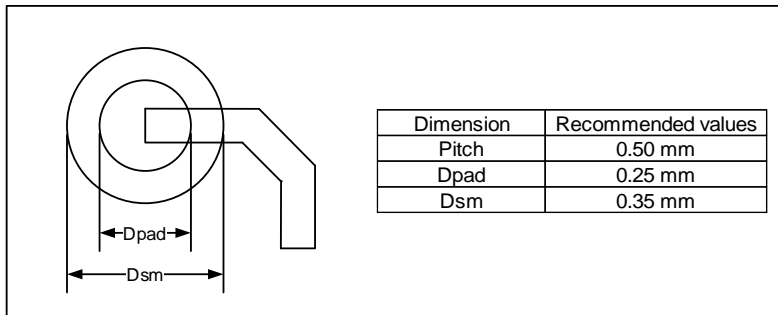 Dpad
Dsm
Dimension Recommended values
Pitch 0.50 mm
Dpad 0.25 mm
Dsm 0.35 mm